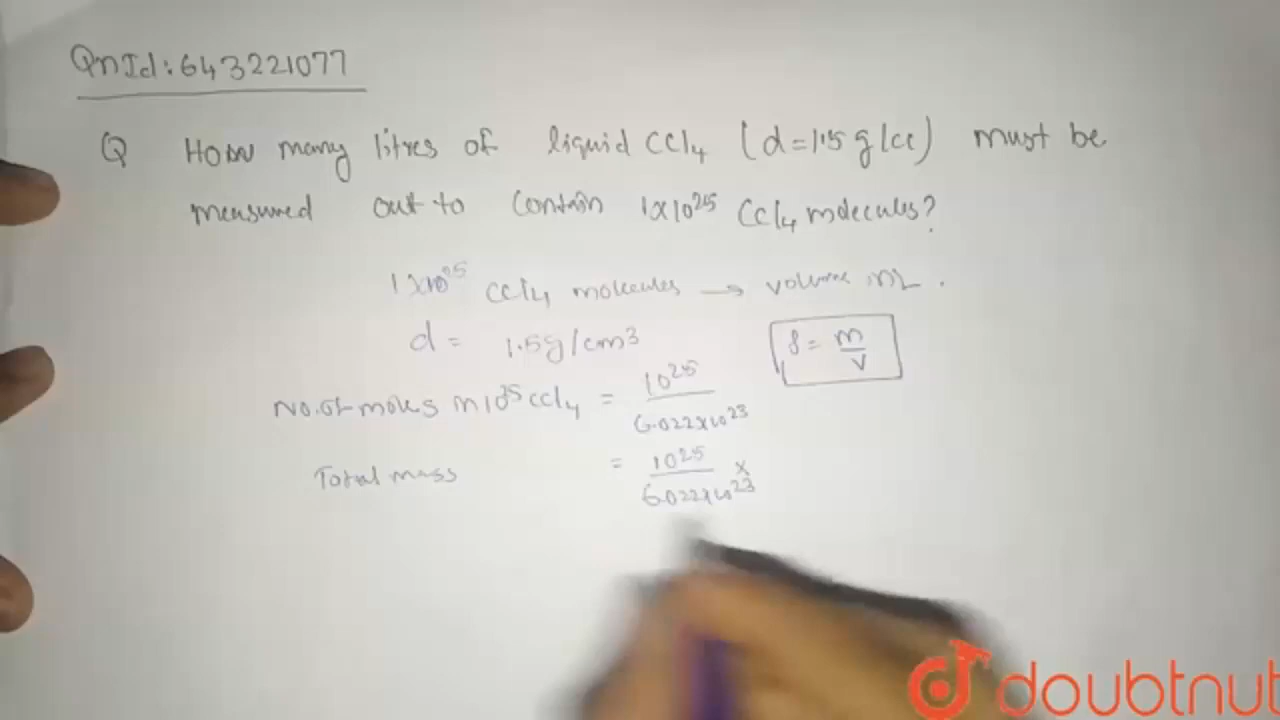 QnId:643221077
Q How many litres of liquid CCl4 (d=1.5g/cc) must be
measured out to contain 1x10^25 CCl4 molecules?
1x10^25 CCl4 molecules → volume in L.
d = 1.5g/cm3
ρ = m/V
No. of moles in 10^25 CCl4 = 10^25/6.022x10^23
Total mass = 10^25/6.022x10^23 x
doubtnut